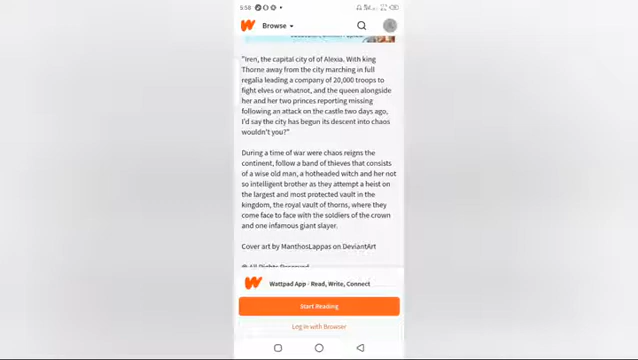 5:58
Browse
"Iren, the capital city of of Alexia. With king
Thorne away from the city marching in full
regalia leading a company of 20,000 troops to
fight elves or whatnot, and the queen alongside
her and her two princes reporting missing
following an attack on the castle two days ago,
I'd say the city has begun its descent into chaos
wouldn't you?"
During a time of war were chaos reigns the
continent, follow a band of thieves that consists
of a wise old man, a hotheaded witch and her not
so intelligent brother as they attempt a heist on
the largest and most protected vault in the
kingdom, the royal vault of thorns, where they
come face to face with the soldiers of the crown
and one infamous giant slayer.
Cover art by ManthosLappas on DeviantArt
All Rights Reserved
Wattpad App - Read, Write, Connect
Start Reading
Log in with Browser